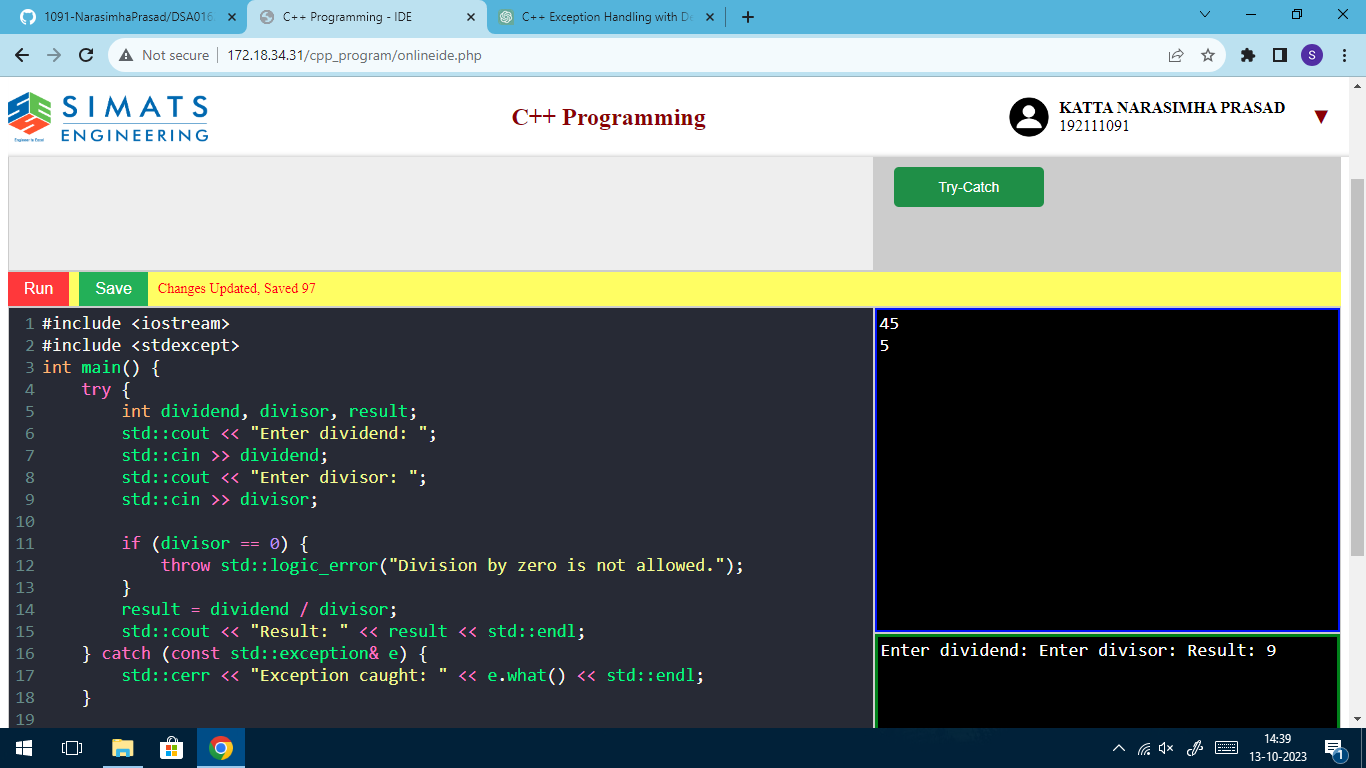 1091-NarasimhaPrasad/DSA016
C++ Programming - IDE
C++ Exception Handling with De
Not secure
172.18.34.31/cpp_program/onlineide.php
S
SIMATS
ENGINEERING
Engineer to Excel
C++ Programming
KATTA NARASIMHA PRASAD
192111091
Try-Catch
Run
Save
Changes Updated, Saved 97
1 #include <iostream>
2 #include <stdexcept>
3 int main() {
4     try {
5         int dividend, divisor, result;
6         std::cout << "Enter dividend: ";
7         std::cin >> dividend;
8         std::cout << "Enter divisor: ";
9         std::cin >> divisor;
10
11         if (divisor == 0) {
12             throw std::logic_error("Division by zero is not allowed.");
13         }
14         result = dividend / divisor;
15         std::cout << "Result: " << result << std::endl;
16     } catch (const std::exception& e) {
17         std::cerr << "Exception caught: " << e.what() << std::endl;
18     }
19
45
5
Enter dividend: Enter divisor: Result: 9
14:39
13-10-2023
1